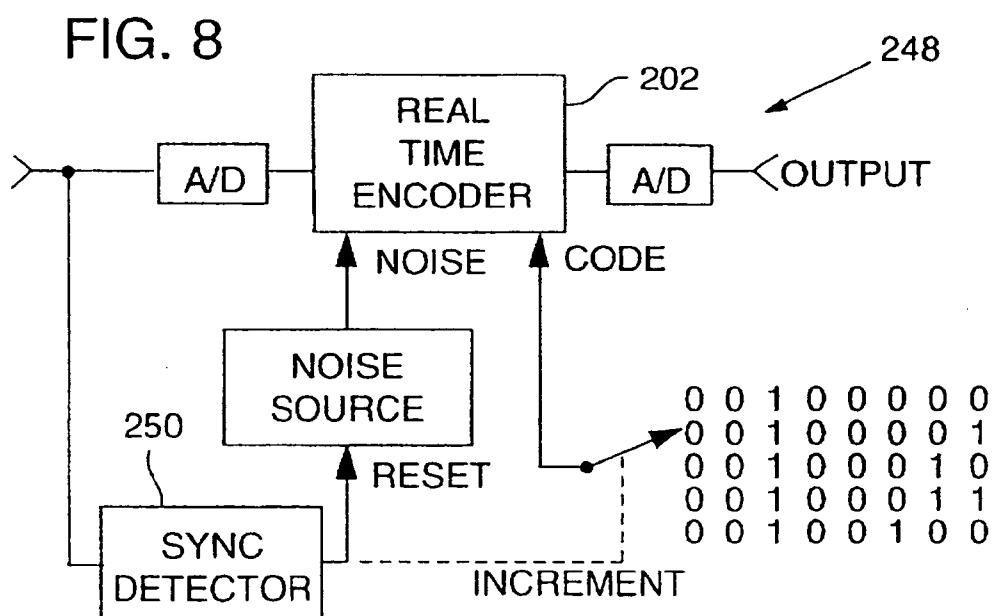 FIG. 8
202
248
REAL
TIME
ENCODER
A/D
A/D
OUTPUT
NOISE
CODE
NOISE
SOURCE
250
RESET
SYNC
DETECTOR
INCREMENT
0 0 1 0 0 0 0 0
0 0 1 0 0 0 0 1
0 0 1 0 0 0 1 0
0 0 1 0 0 0 1 1
0 0 1 0 0 1 0 0